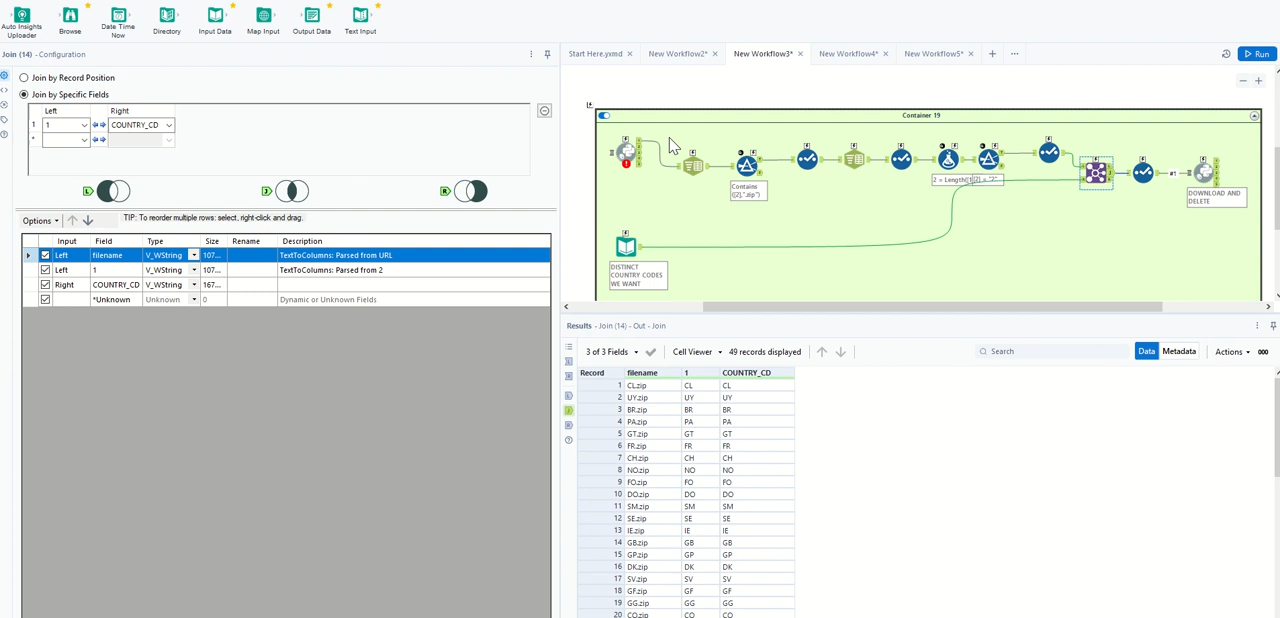 Auto Insights Uploader
Browse
Date Time Now
Directory
Input Data
Map Input
Output Data
Text Input
Join (14) - Configuration
Join by Record Position
Join by Specific Fields
Left Right
1 1 COUNTRY_CD
*
L J R
Options TIP: To reorder multiple rows: select, right-click and drag.
Input Field Type Size Rename Description
Left filename V_WString 107... TextToColumns: Parsed from URL
Left 1 V_WString 107... TextToColumns: Parsed from 2
Right COUNTRY_CD V_WString 167...
*Unknown Unknown 0 Dynamic or Unknown Fields
Start Here.yxmd New Workflow2* New Workflow3* New Workflow4* New Workflow5*
Run
Container 19
Contains ([2],".zip")
#1
DOWNLOAD AND DELETE
DISTINCT COUNTRY CODES WE WANT
Results - Join (14) - Out - Join
3 of 3 Fields Cell Viewer 49 records displayed Search Data Metadata Actions 000
Record filename 1 COUNTRY_CD
1 CL.zip CL CL
2 UY.zip UY UY
3 BR.zip BR BR
4 PA.zip PA PA
5 GT.zip GT GT
6 FR.zip FR FR
7 CH.zip CH CH
8 NO.zip NO NO
9 FO.zip FO FO
10 DO.zip DO DO
11 SM.zip SM SM
12 SE.zip SE SE
13 IE.zip IE IE
14 GB.zip GB GB
15 GP.zip GP GP
16 DK.zip DK DK
17 SV.zip SV SV
18 GF.zip GF GF
19 GG.zip GG GG
20 CO.zip CO CO